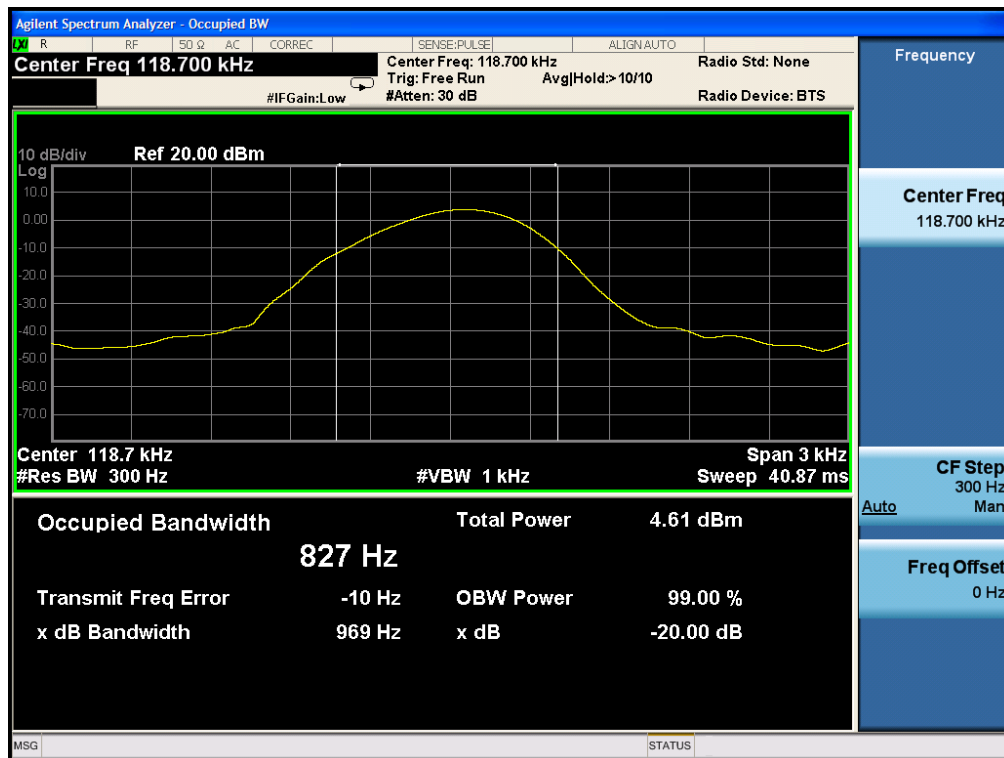 Agilent Spectrum Analyzer - Occupied BW
LXI R RF 50 Ω AC CORREC SENSE:PULSE ALIGN AUTO
Center Freq 118.700 kHz
Center Freq: 118.700 kHz Radio Std: None
Trig: Free Run Avg|Hold:>10/10
#IFGain:Low #Atten: 30 dB Radio Device: BTS
10 dB/div Ref 20.00 dBm
Log
10.0
0.00
-10.0
-20.0
-30.0
-40.0
-50.0
-60.0
-70.0
Center 118.7 kHz Span 3 kHz
#Res BW 300 Hz #VBW 1 kHz Sweep 40.87 ms
Occupied Bandwidth Total Power 4.61 dBm
827 Hz
Transmit Freq Error -10 Hz OBW Power 99.00 %
x dB Bandwidth 969 Hz x dB -20.00 dB
MSG STATUS
Frequency
Center Freq
118.700 kHz
CF Step
300 Hz
Auto Man
Freq Offset
0 Hz